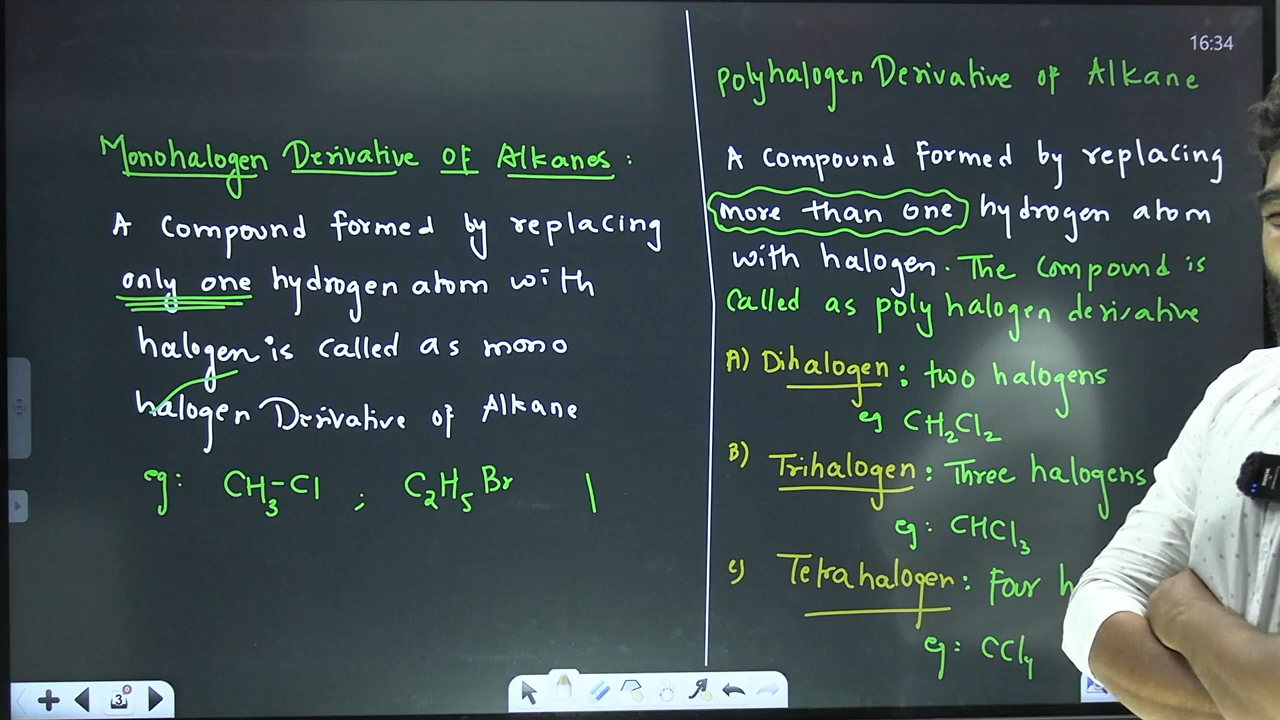 16:34
Monohalogen Derivative OF Alkanes :
A compound formed by replacing
only one hydrogen atom with
halogen is called as mono
halogen Derivative of Alkane
eg: CH₃-Cl ; C₂H₅Br |
Polyhalogen Derivative of Alkane
A compound formed by replacing
more than one hydrogen atom
with halogen. The compound is
called as poly halogen derivative
A) Dihalogen : two halogens
eg CH₂Cl₂
B) Trihalogen : Three halogens
eg: CHCl₃
c) Tetrahalogen : Four h
eg: CCl₄
3